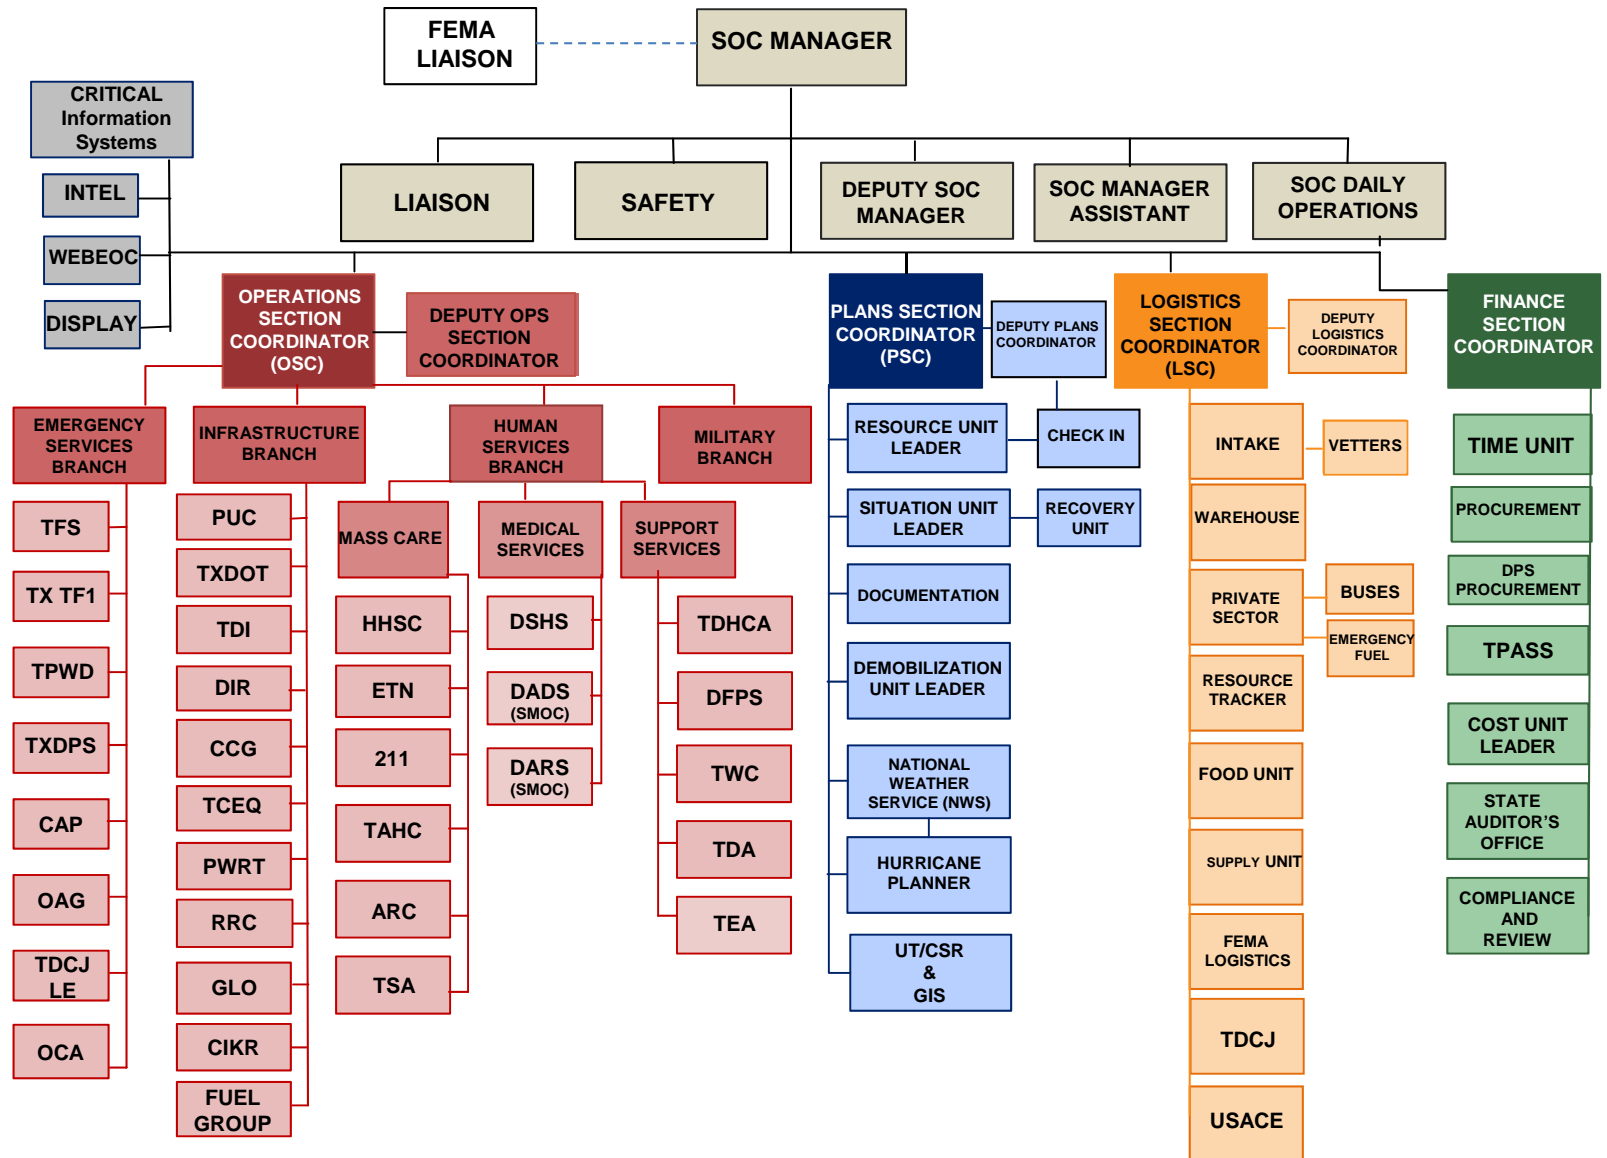 FEMA
LIAISON
SOC MANAGER
CRITICAL
Information
Systems
INTEL
WEBEOC
DISPLAY
LIAISON
SAFETY
DEPUTY SOC
MANAGER
SOC MANAGER
ASSISTANT
SOC DAILY
OPERATIONS
OPERATIONS
SECTION
COORDINATOR
(OSC)
DEPUTY OPS
SECTION
COORDINATOR
PLANS SECTION
COORDINATOR
(PSC)
DEPUTY PLANS
COORDINATOR
LOGISTICS
SECTION
COORDINATOR
(LSC)
DEPUTY
LOGISTICS
COORDINATOR
FINANCE
SECTION
COORDINATOR
EMERGENCY
SERVICES
BRANCH
INFRASTRUCTURE
BRANCH
HUMAN
SERVICES
BRANCH
MILITARY
BRANCH
TFS
TX TF1
TPWD
TXDPS
CAP
OAG
TDCJ
LE
OCA
PUC
TXDOT
TDI
DIR
CCG
TCEQ
PWRT
RRC
GLO
CIKR
FUEL
GROUP
MASS CARE
HHSC
ETN
211
TAHC
ARC
TSA
MEDICAL
SERVICES
DSHS
DADS
(SMOC)
DARS
(SMOC)
SUPPORT
SERVICES
TDHCA
DFPS
TWC
TDA
TEA
RESOURCE UNIT
LEADER
CHECK IN
SITUATION UNIT
LEADER
RECOVERY
UNIT
DOCUMENTATION
DEMOBILIZATION
UNIT LEADER
NATIONAL
WEATHER
SERVICE (NWS)
HURRICANE
PLANNER
UT/CSR
&
GIS
INTAKE
VETTERS
WAREHOUSE
PRIVATE
SECTOR
BUSES
EMERGENCY
FUEL
RESOURCE
TRACKER
FOOD UNIT
SUPPLY UNIT
FEMA
LOGISTICS
TDCJ
USACE
TIME UNIT
PROCUREMENT
DPS
PROCUREMENT
TPASS
COST UNIT
LEADER
STATE
AUDITOR'S
OFFICE
COMPLIANCE
AND
REVIEW